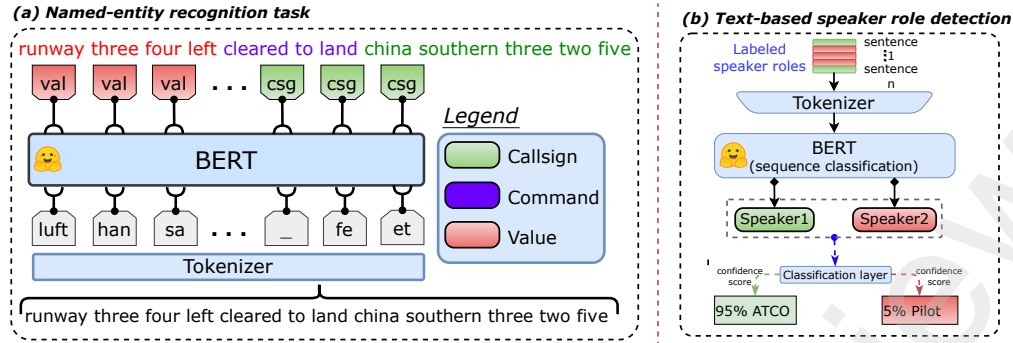 (a) Named-entity recognition task
runway three four left cleared to land china southern three two five
val val val ... csg csg csg
BERT
luft han sa ... _ fe et
Tokenizer
runway three four left cleared to land china southern three two five
Legend
Callsign
Command
Value
(b) Text-based speaker role detection
Labeled
speaker roles
sentence
1
sentence
n
Tokenizer
BERT
(sequence classification)
Speaker1 Speaker2
confidence
score
Classification layer
confidence
score
95% ATCO 5% Pilot